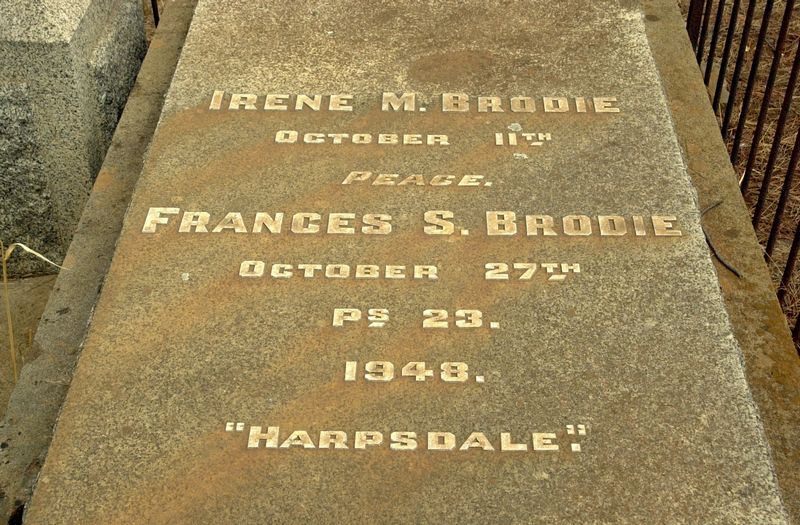 IRENE M. BRODIE
OCTOBER 11TH
PEACE.
FRANCES S. BRODIE
OCTOBER 27TH
PS 23.
1948.
"HARPSDALE".